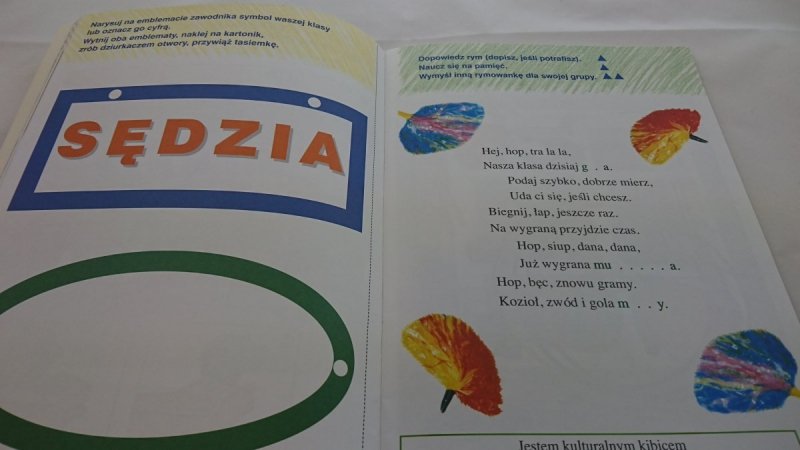 Narysuj na emblemacie zawodnika symbol waszej klasy
lub oznacz go cyfrą.
Wytnij oba emblematy, naklej na kartonik,
zrób dziurkaczem otwory, przywiąż tasiemkę.
SĘDZIA
Dopowiedz rym (dopisz, jeśli potrafisz).
Naucz się na pamięć.
Wymyśl inną rymowankę dla swojej grupy.
Hej, hop, tra la la,
Nasza klasa dzisiaj g . a.
Podaj szybko, dobrze mierz,
Uda ci się, jeśli chcesz.
Biegnij, łap, jeszcze raz.
Na wygraną przyjdzie czas.
Hop, siup, dana, dana,
Już wygrana mu . . . . . a.
Hop, bęc, znowu gramy.
Kozioł, zwód i gola m . . y.
Jestem kulturalnym kibicem